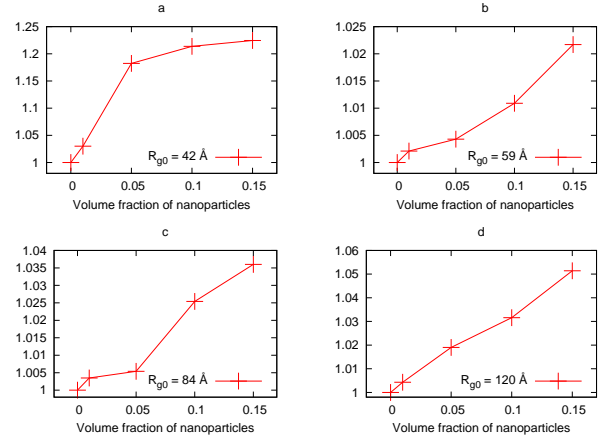 a
1.25
1.2
1.15
1.1
1.05
1
R_g0 = 42 Å
0 0.05 0.1 0.15
Volume fraction of nanoparticles
b
1.025
1.02
1.015
1.01
1.005
1
R_g0 = 59 Å
0 0.05 0.1 0.15
Volume fraction of nanoparticles
c
1.04
1.035
1.03
1.025
1.02
1.015
1.01
1.005
1
R_g0 = 84 Å
0 0.05 0.1 0.15
Volume fraction of nanoparticles
d
1.06
1.05
1.04
1.03
1.02
1.01
1
R_g0 = 120 Å
0 0.05 0.1 0.15
Volume fraction of nanoparticles